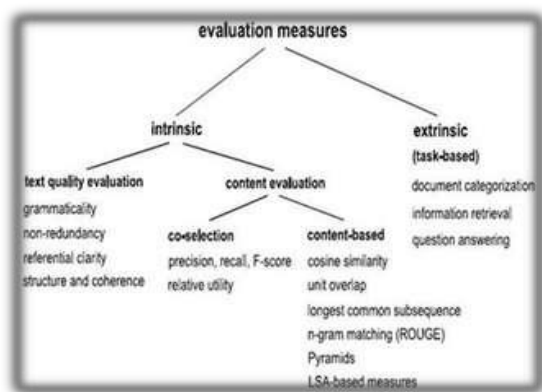 evaluation measures
intrinsic
extrinsic
(task-based)
text quality evaluation
grammaticality
non-redundancy
referential clarity
structure and coherence
content evaluation
co-selection
precision, recall, F-score
relative utility
content-based
cosine similarity
unit overlap
longest common subsequence
n-gram matching (ROUGE)
Pyramids
LSA-based measures
document categorization
information retrieval
question answering